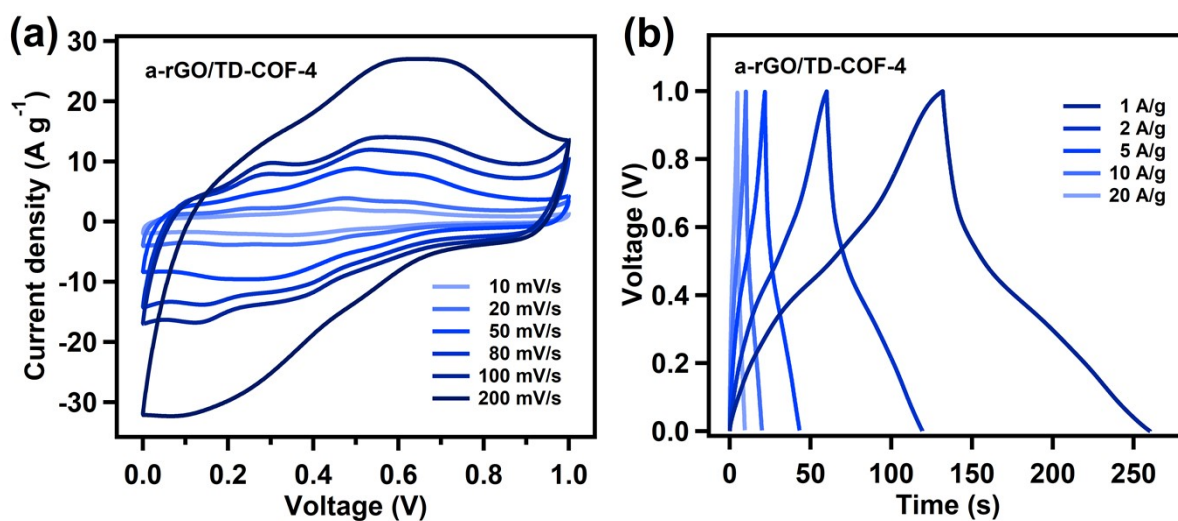 (a)
a-rGO/TD-COF-4
Current density (A g⁻¹)
30
20
10
0
-10
-20
-30
10 mV/s
20 mV/s
50 mV/s
80 mV/s
100 mV/s
200 mV/s
0.0 0.2 0.4 0.6 0.8 1.0
Voltage (V)
(b)
a-rGO/TD-COF-4
Voltage (V)
1.0
0.8
0.6
0.4
0.2
0.0
1 A/g
2 A/g
5 A/g
10 A/g
20 A/g
0 50 100 150 200 250
Time (s)